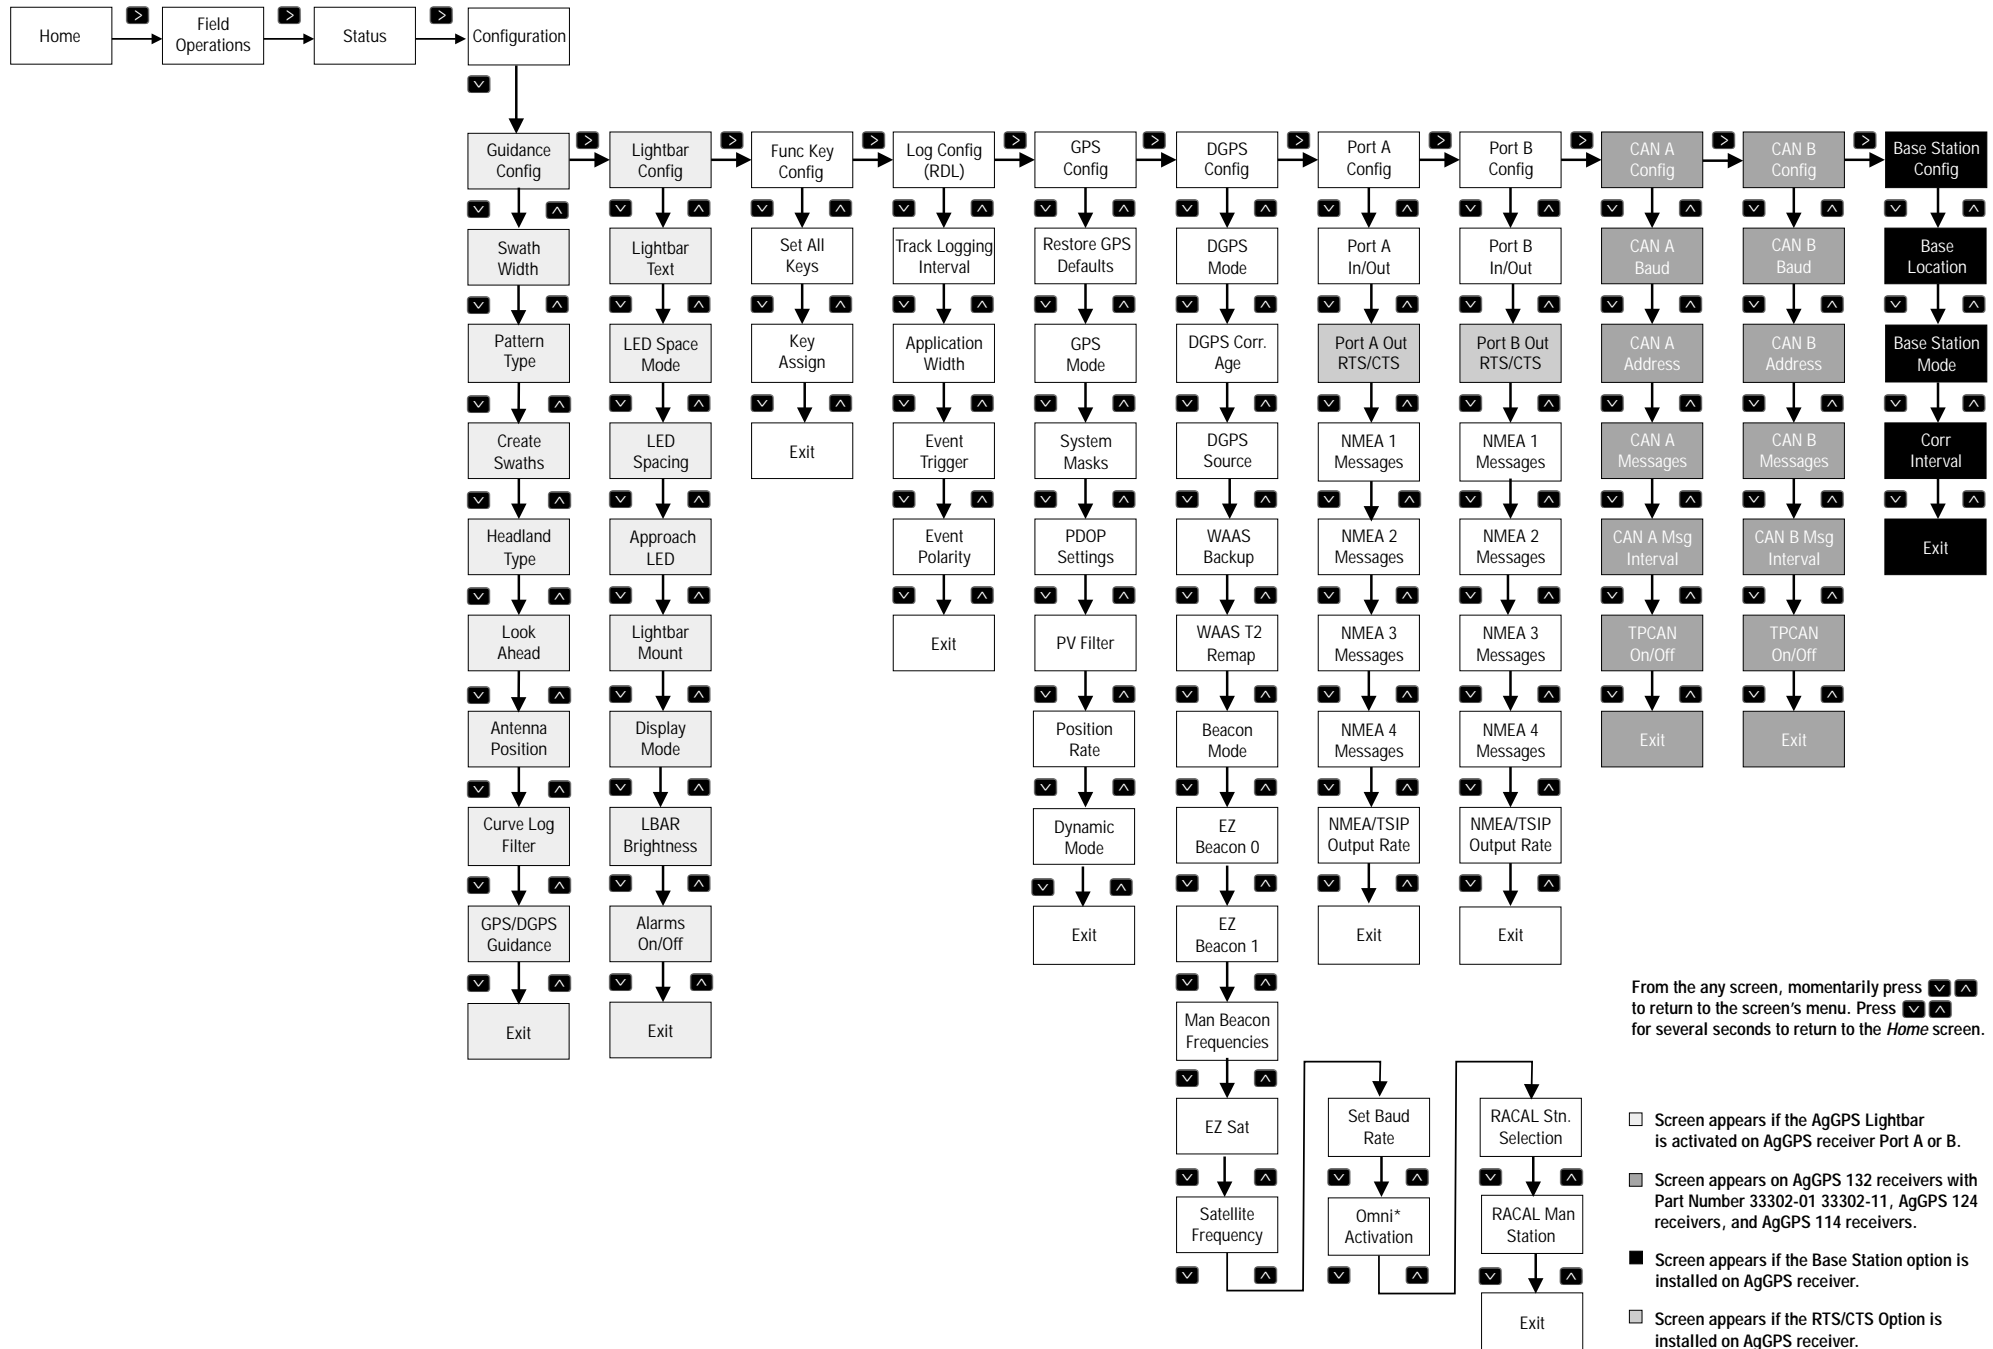 Home
Field
Operations
Status
Configuration
Guidance
Config
Swath
Width
Pattern
Type
Create
Swaths
Headland
Type
Look
Ahead
Antenna
Position
Curve Log
Filter
GPS/DGPS
Guidance
Exit
Lightbar
Config
Lightbar
Text
LED Space
Mode
LED
Spacing
Approach
LED
Lightbar
Mount
Display
Mode
LBAR
Brightness
Alarms
On/Off
Exit
Func Key
Config
Set All
Keys
Key
Assign
Exit
Log Config
(RDL)
Track Logging
Interval
Application
Width
Event
Trigger
Event
Polarity
Exit
GPS
Config
Restore GPS
Defaults
GPS
Mode
System
Masks
PDOP
Settings
PV Filter
Position
Rate
Dynamic
Mode
Exit
DGPS
Config
DGPS
Mode
DGPS Corr.
Age
DGPS
Source
WAAS
Backup
WAAS T2
Remap
Beacon
Mode
EZ
Beacon 0
EZ
Beacon 1
Man Beacon
Frequencies
EZ Sat
Satellite
Frequency
Set Baud
Rate
Omni*
Activation
RACAL Stn.
Selection
RACAL Man
Station
Exit
Port A
Config
Port A
In/Out
Port A Out
RTS/CTS
NMEA 1
Messages
NMEA 2
Messages
NMEA 3
Messages
NMEA 4
Messages
NMEA/TSIP
Output Rate
Exit
Port B
Config
Port B
In/Out
Port B Out
RTS/CTS
NMEA 1
Messages
NMEA 2
Messages
NMEA 3
Messages
NMEA 4
Messages
NMEA/TSIP
Output Rate
Exit
CAN A
Config
CAN A
Baud
CAN A
Address
CAN A
Messages
CAN A Msg
Interval
TPCAN
On/Off
Exit
CAN B
Config
CAN B
Baud
CAN B
Address
CAN B
Messages
CAN B Msg
Interval
TPCAN
On/Off
Exit
Base Station
Config
Base
Location
Base Station
Mode
Corr
Interval
Exit
From the any screen, momentarily press
to return to the screen's menu. Press
for several seconds to return to the Home screen.
Screen appears if the AgGPS Lightbar
is activated on AgGPS receiver Port A or B.
Screen appears on AgGPS 132 receivers with
Part Number 33302-01 33302-11, AgGPS 124
receivers, and AgGPS 114 receivers.
Screen appears if the Base Station option is
installed on AgGPS receiver.
Screen appears if the RTS/CTS Option is
installed on AgGPS receiver.